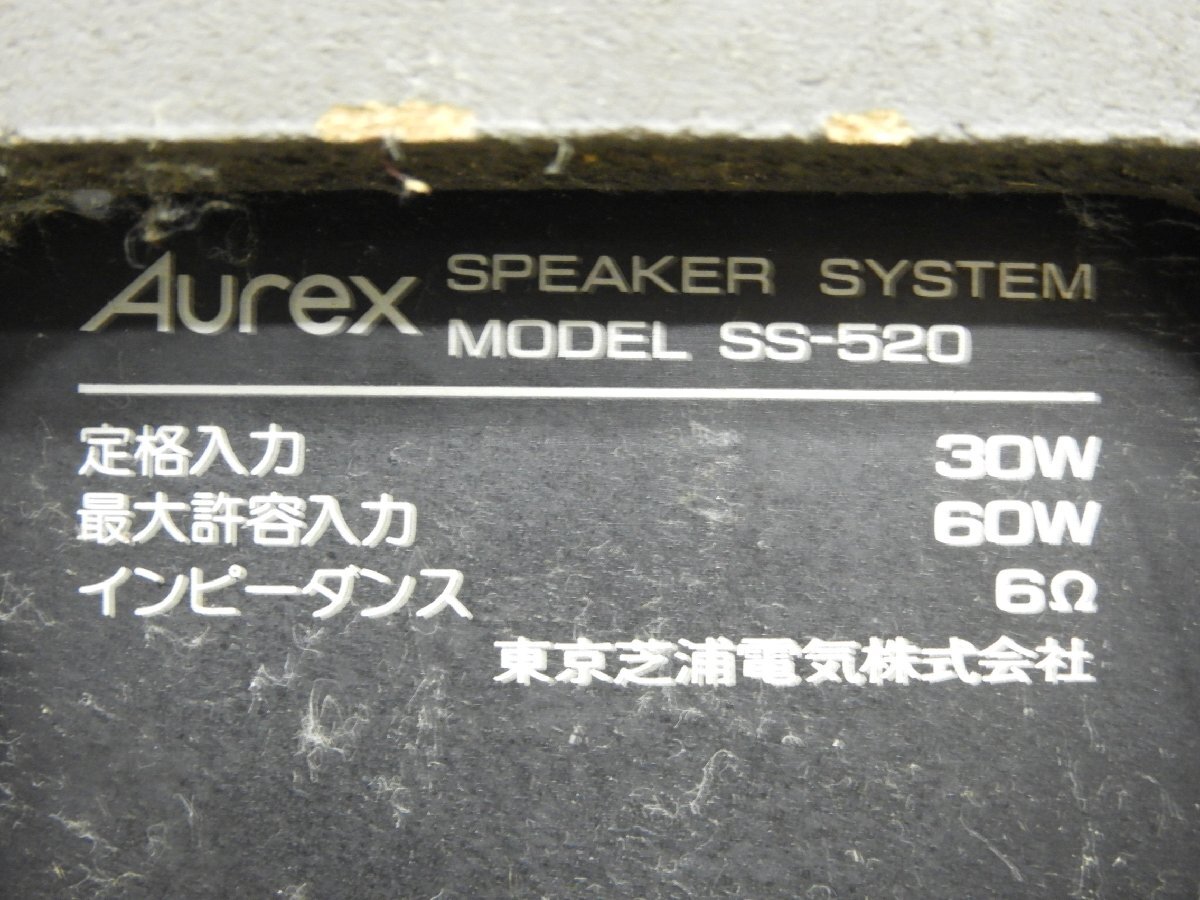 Aurex SPEAKER SYSTEM
MODEL SS-520
定格入力 30W
最大許容入力 60W
インピーダンス 6Ω
東京芝浦電気株式会社